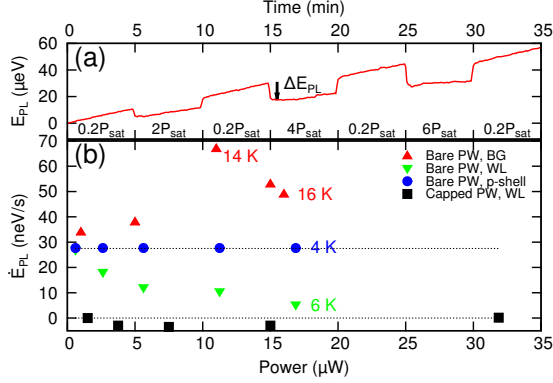 Time (min)
0 5 10 15 20 25 30 35
60
40
20
0
E_PL (μeV)
(a)
ΔE_PL
0.2P_sat 2P_sat 0.2P_sat 4P_sat 0.2P_sat 6P_sat 0.2P_sat
70
60
50
40
30
20
10
0
Ė_PL (neV/s)
(b)
14 K
16 K
4 K
6 K
Bare PW, BG
Bare PW, WL
Bare PW, p-shell
Capped PW, WL
0 5 10 15 20 25 30 35
Power (μW)